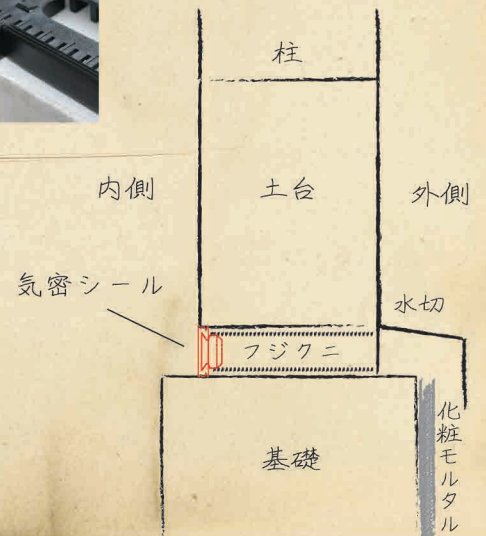 柱
内側
土台
外側
気密シール
水切
フジクニ
基礎
化粧モルタル